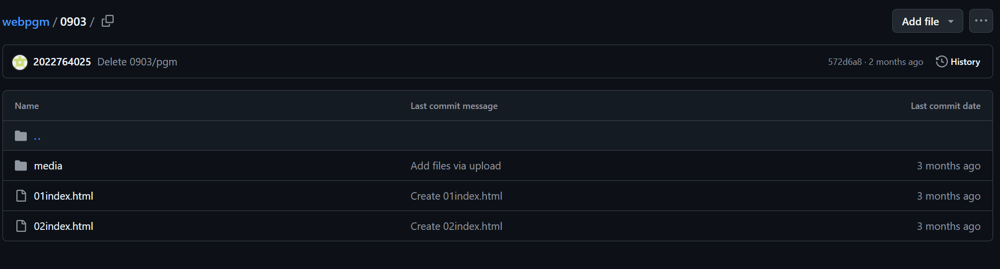 webpgm / 0903 /
Add file
2022764025 Delete 0903/pgm
572d6a8 · 2 months ago
History
Name Last commit message Last commit date
..
media Add files via upload 3 months ago
01index.html Create 01index.html 3 months ago
02index.html Create 02index.html 3 months ago